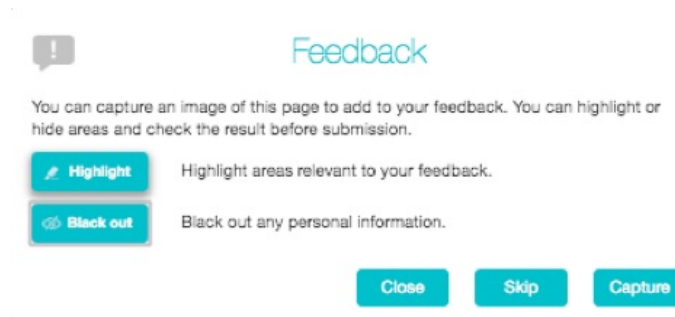 Feedback
You can capture an image of this page to add to your feedback. You can highlight or
hide areas and check the result before submission.
Highlight Highlight areas relevant to your feedback.
Black out Black out any personal information.
Close Skip Capture